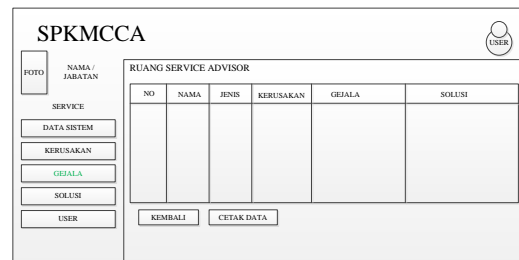 SPKMCCA
USER
FOTO
NAMA /
JABATAN
SERVICE
DATA SISTEM
KERUSAKAN
GEJALA
SOLUSI
USER
RUANG SERVICE ADVISOR
NO NAMA JENIS KERUSAKAN GEJALA SOLUSI
KEMBALI CETAK DATA